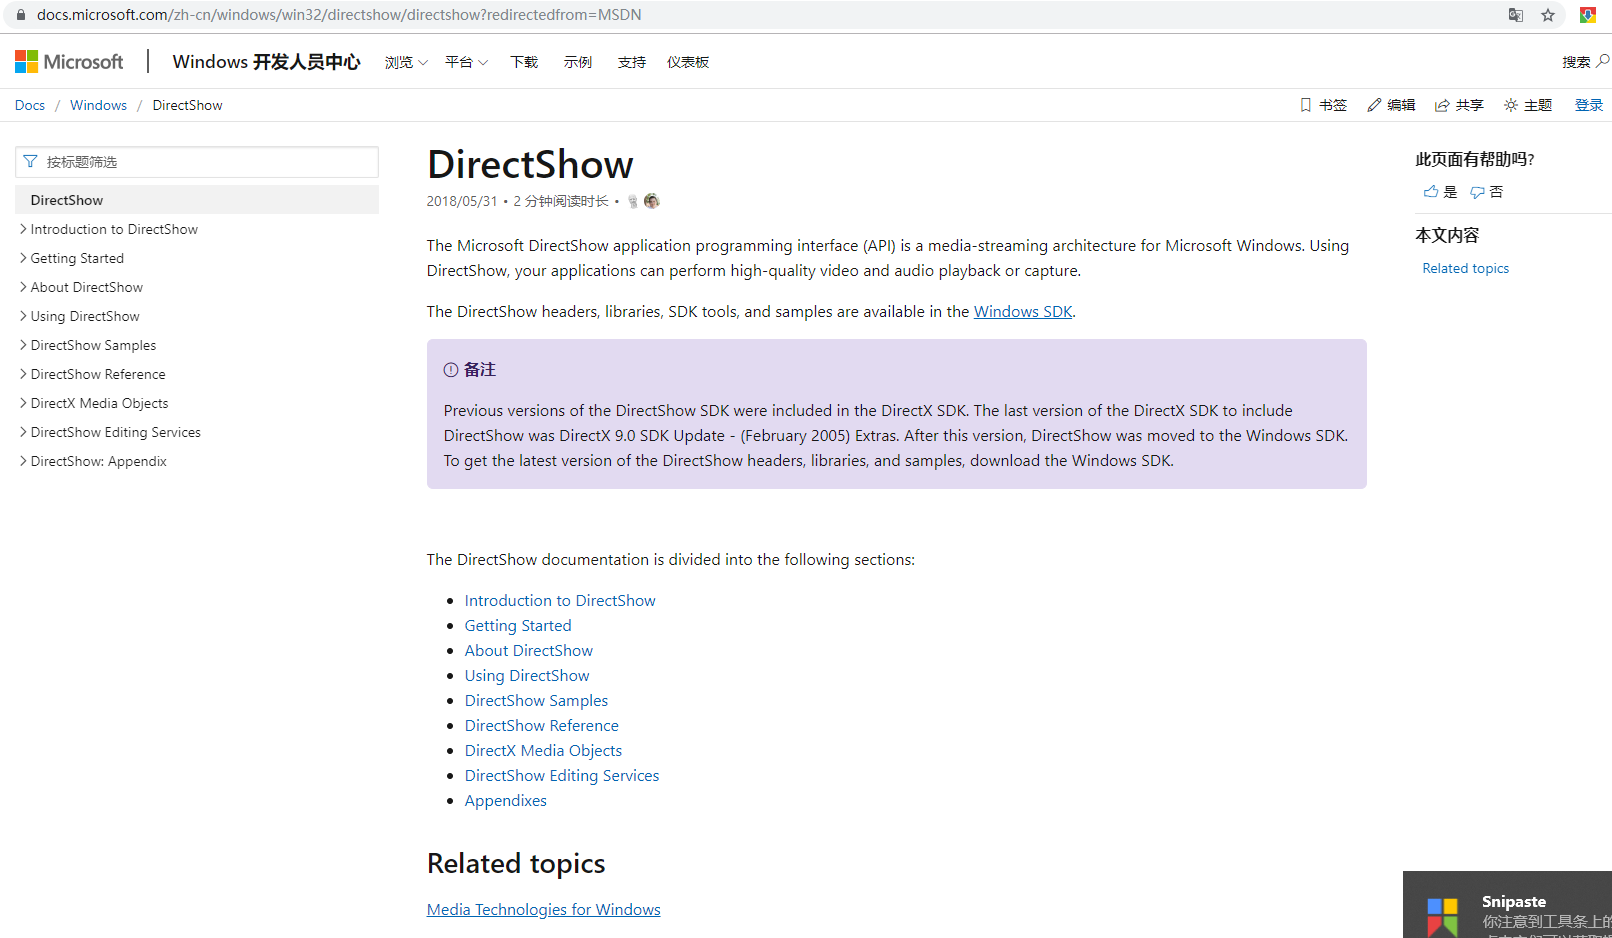 docs.microsoft.com/zh-cn/windows/win32/directshow/directshow?redirectedfrom=MSDN
Microsoft
Windows 开发人员中心
浏览
平台
下载
示例
支持
仪表板
搜索
Docs / Windows / DirectShow
书签
编辑
共享
主题
登录
按标题筛选
DirectShow
Introduction to DirectShow
Getting Started
About DirectShow
Using DirectShow
DirectShow Samples
DirectShow Reference
DirectX Media Objects
DirectShow Editing Services
DirectShow: Appendix
DirectShow
2018/05/31 • 2 分钟阅读时长 •
The Microsoft DirectShow application programming interface (API) is a media-streaming architecture for Microsoft Windows. Using
DirectShow, your applications can perform high-quality video and audio playback or capture.
The DirectShow headers, libraries, SDK tools, and samples are available in the Windows SDK.
备注
Previous versions of the DirectShow SDK were included in the DirectX SDK. The last version of the DirectX SDK to include
DirectShow was DirectX 9.0 SDK Update - (February 2005) Extras. After this version, DirectShow was moved to the Windows SDK.
To get the latest version of the DirectShow headers, libraries, and samples, download the Windows SDK.
The DirectShow documentation is divided into the following sections:
• Introduction to DirectShow
• Getting Started
• About DirectShow
• Using DirectShow
• DirectShow Samples
• DirectShow Reference
• DirectX Media Objects
• DirectShow Editing Services
• Appendixes
Related topics
Media Technologies for Windows
此页面有帮助吗?
是 否
本文内容
Related topics
Snipaste
你注意到工具条上的